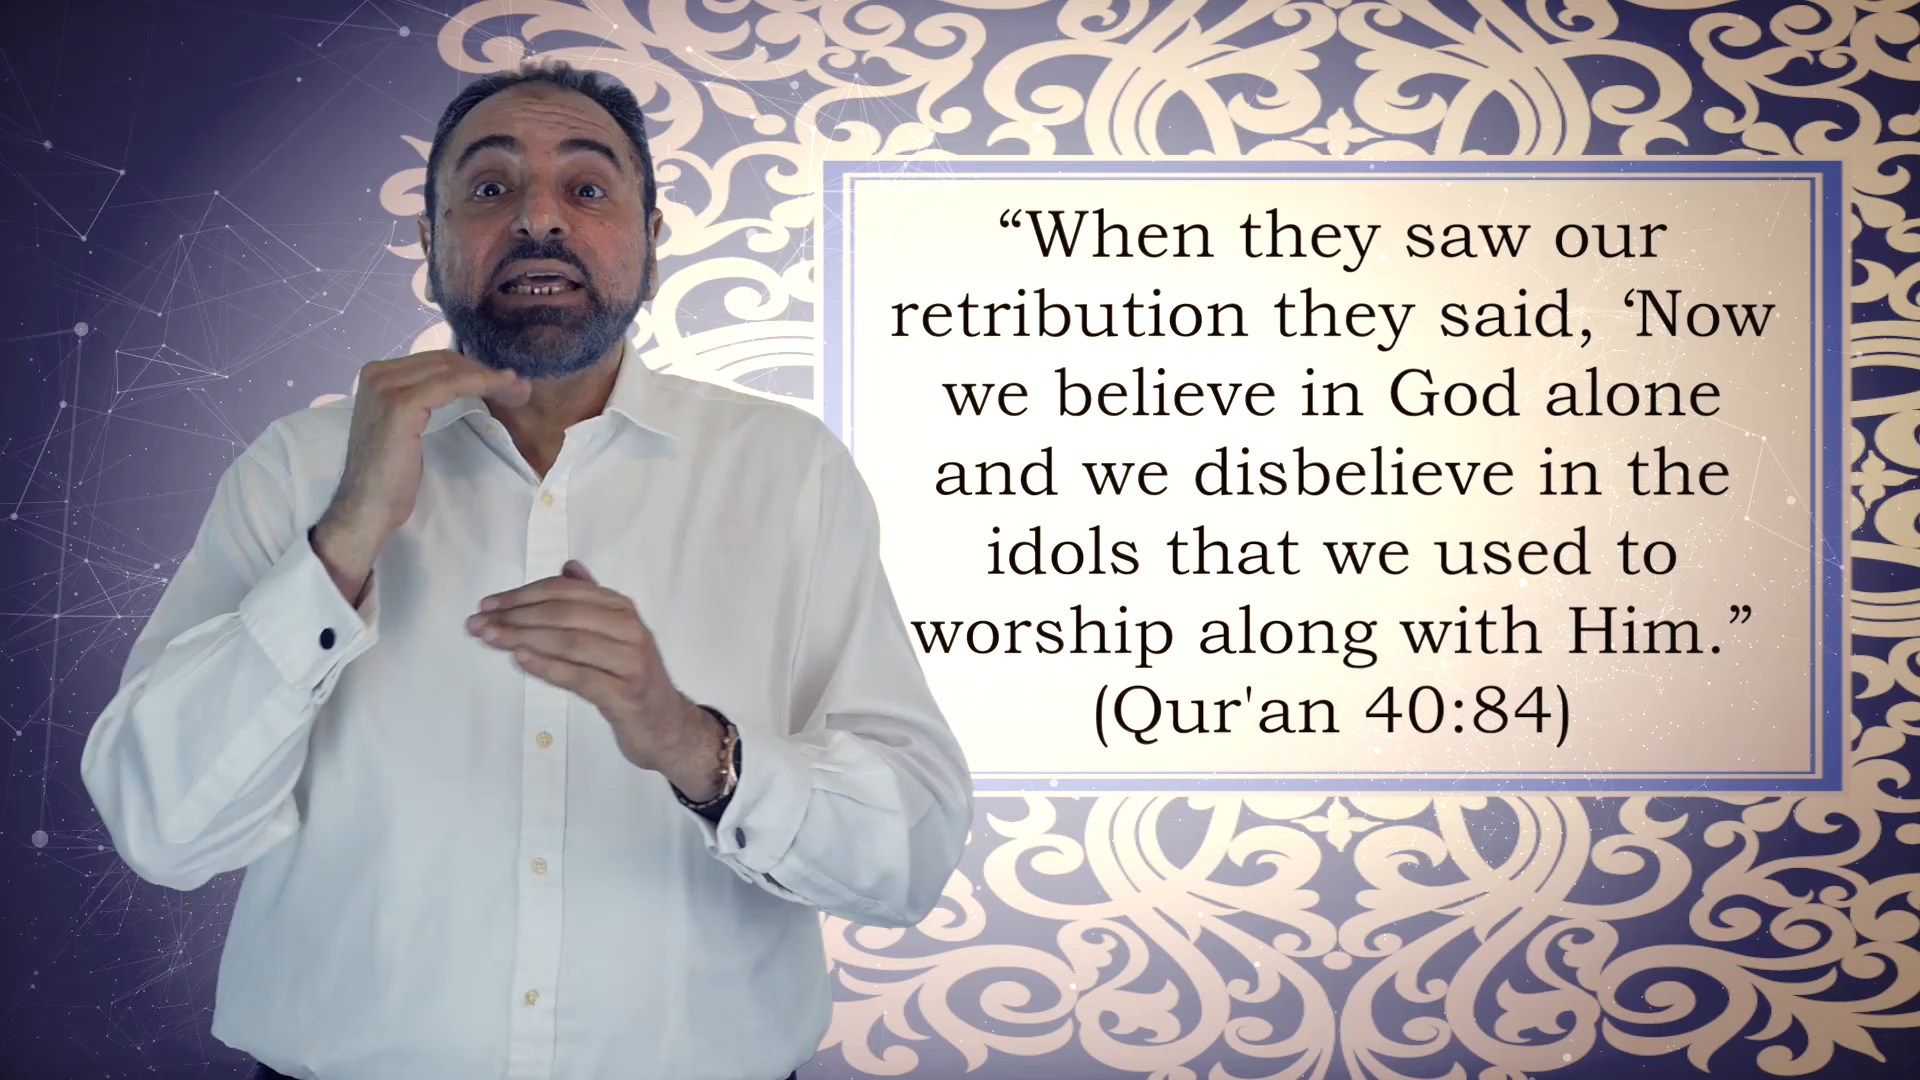 “When they saw our
retribution they said, ‘Now
we believe in God alone
and we disbelieve in the
idols that we used to
worship along with Him.”
(Qur'an 40:84)